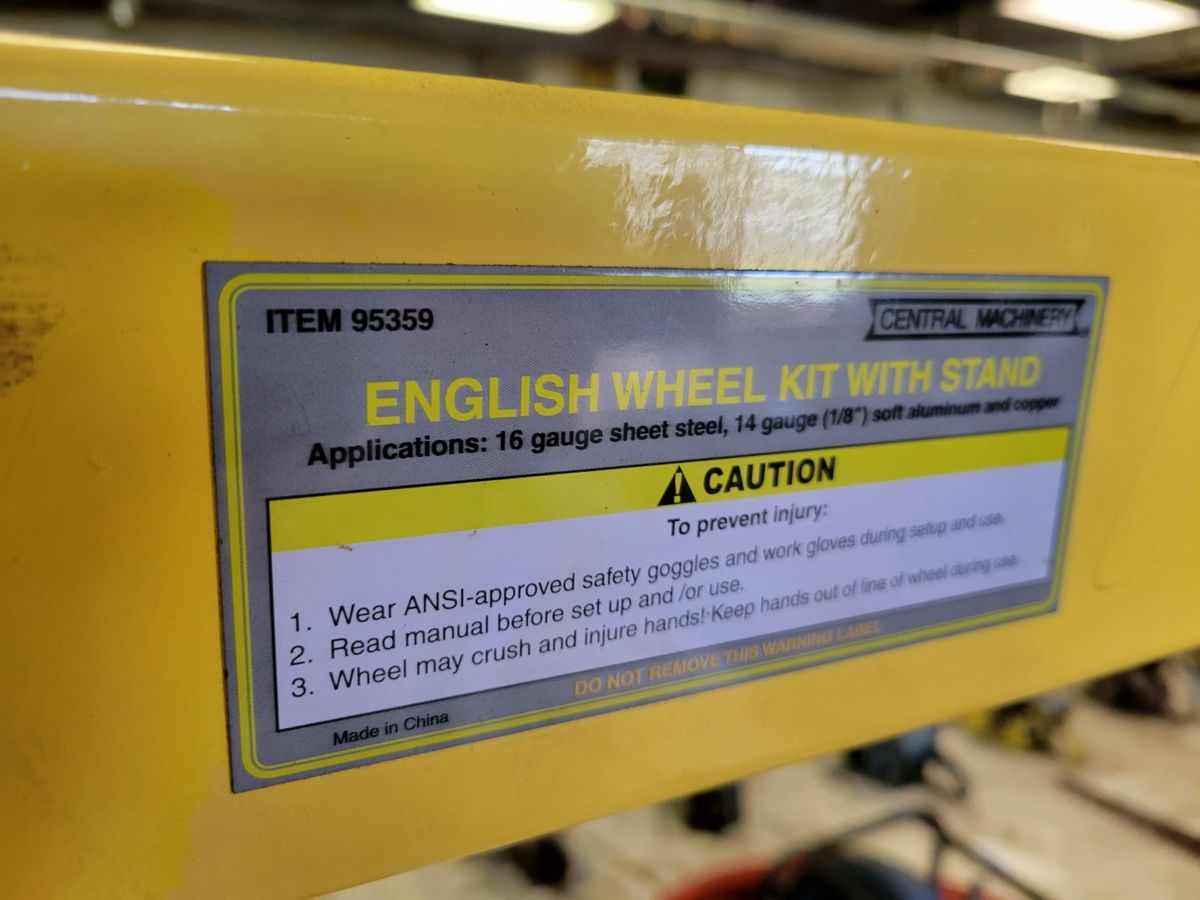 ITEM 95359
CENTRAL MACHINERY
ENGLISH WHEEL KIT WITH STAND
Applications: 16 gauge sheet steel, 14 gauge (1/8") soft aluminum and copper
CAUTION
To prevent injury:
1. Wear ANSI-approved safety goggles and work gloves during setup and use.
2. Read manual before set up and /or use.
3. Wheel may crush and injure hands! Keep hands out of line of wheel during use.
DO NOT REMOVE THIS WARNING LABEL
Made in China